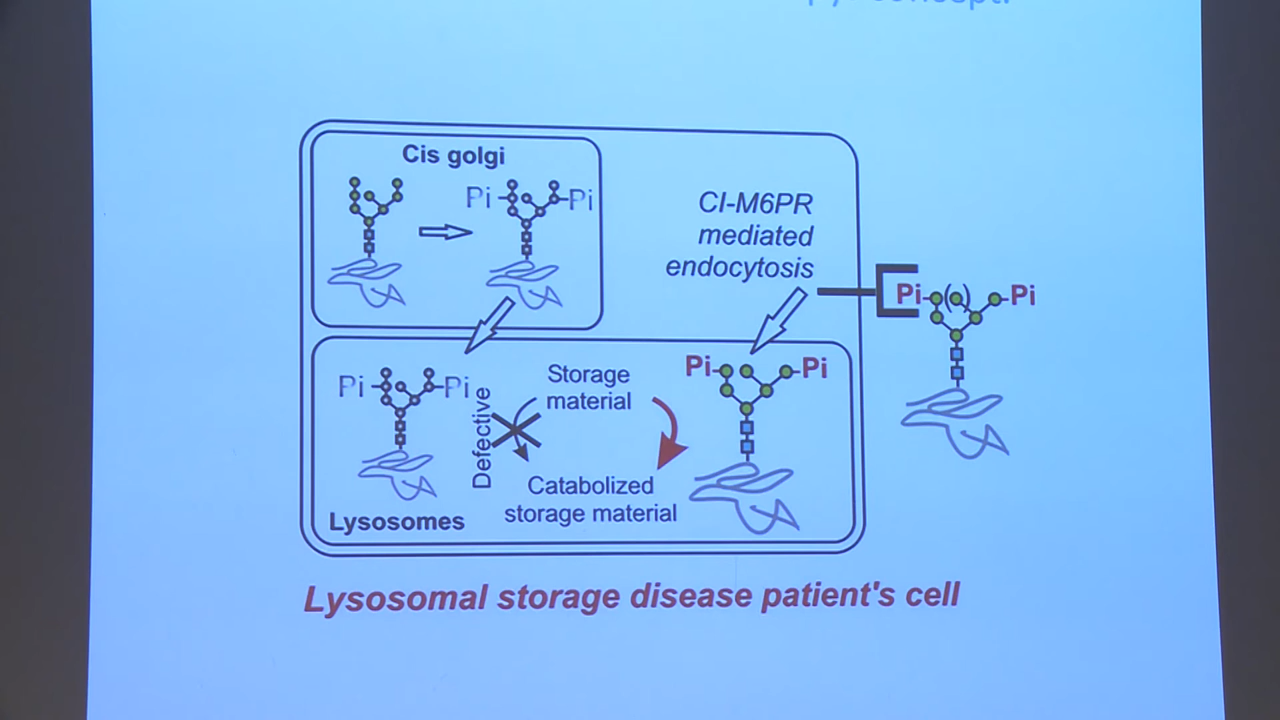 concept.
Cis golgi
Pi
Pi
CI-M6PR
mediated
endocytosis
Pi
Pi
Pi
Pi
Defective
Storage
material
Pi
Pi
Catabolized
storage material
Lysosomes
Lysosomal storage disease patient's cell